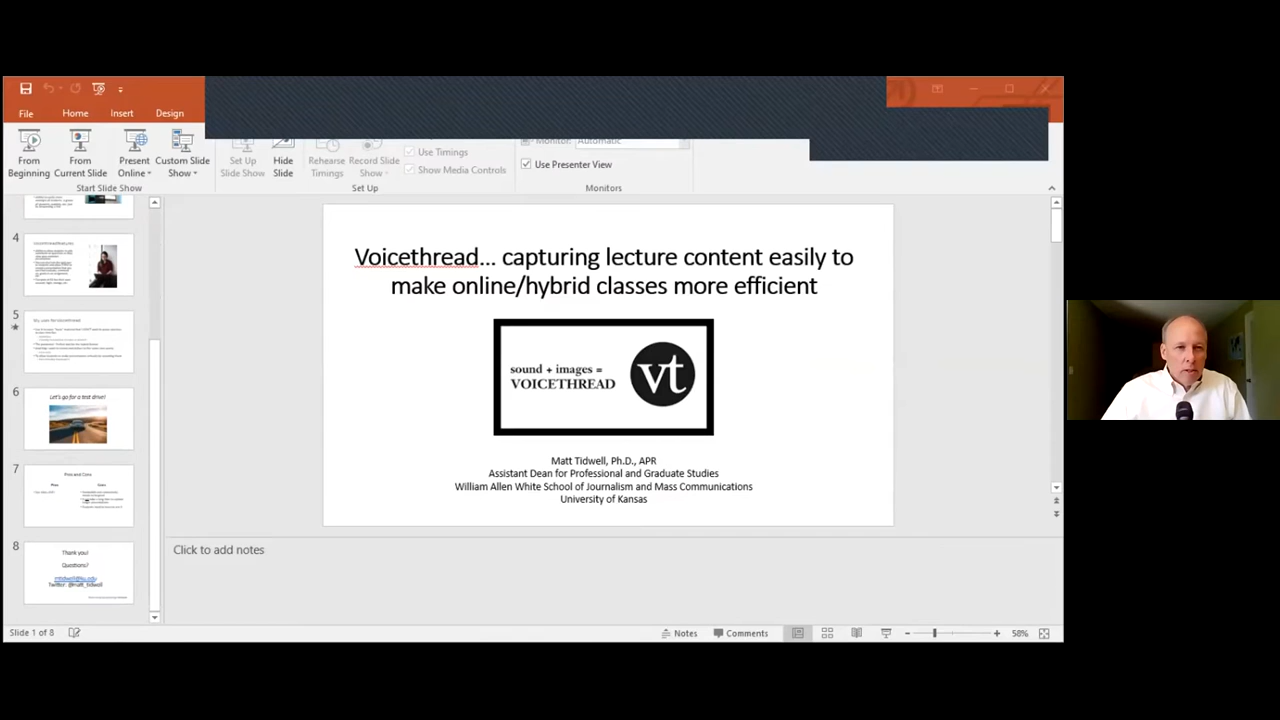 File Home Insert Design
From Beginning
From Current Slide
Present Online
Custom Slide Show
Set Up Slide Show
Hide Slide
Rehearse Timings
Record Slide Show
Use Timings
Show Media Controls
Monitor: Automatic
Use Presenter View
Start Slide Show
Set Up
Monitors
4
5
6
Let's go for a test drive!
7
Pros and Cons
8
Thank you!
Questions?
Voicethread... capturing lecture content easily to
make online/hybrid classes more efficient
sound + images =
VOICETHREAD
vt
Matt Tidwell, Ph.D., APR
Assistant Dean for Professional and Graduate Studies
William Allen White School of Journalism and Mass Communications
University of Kansas
Click to add notes
Slide 1 of 8
Notes
Comments
58%